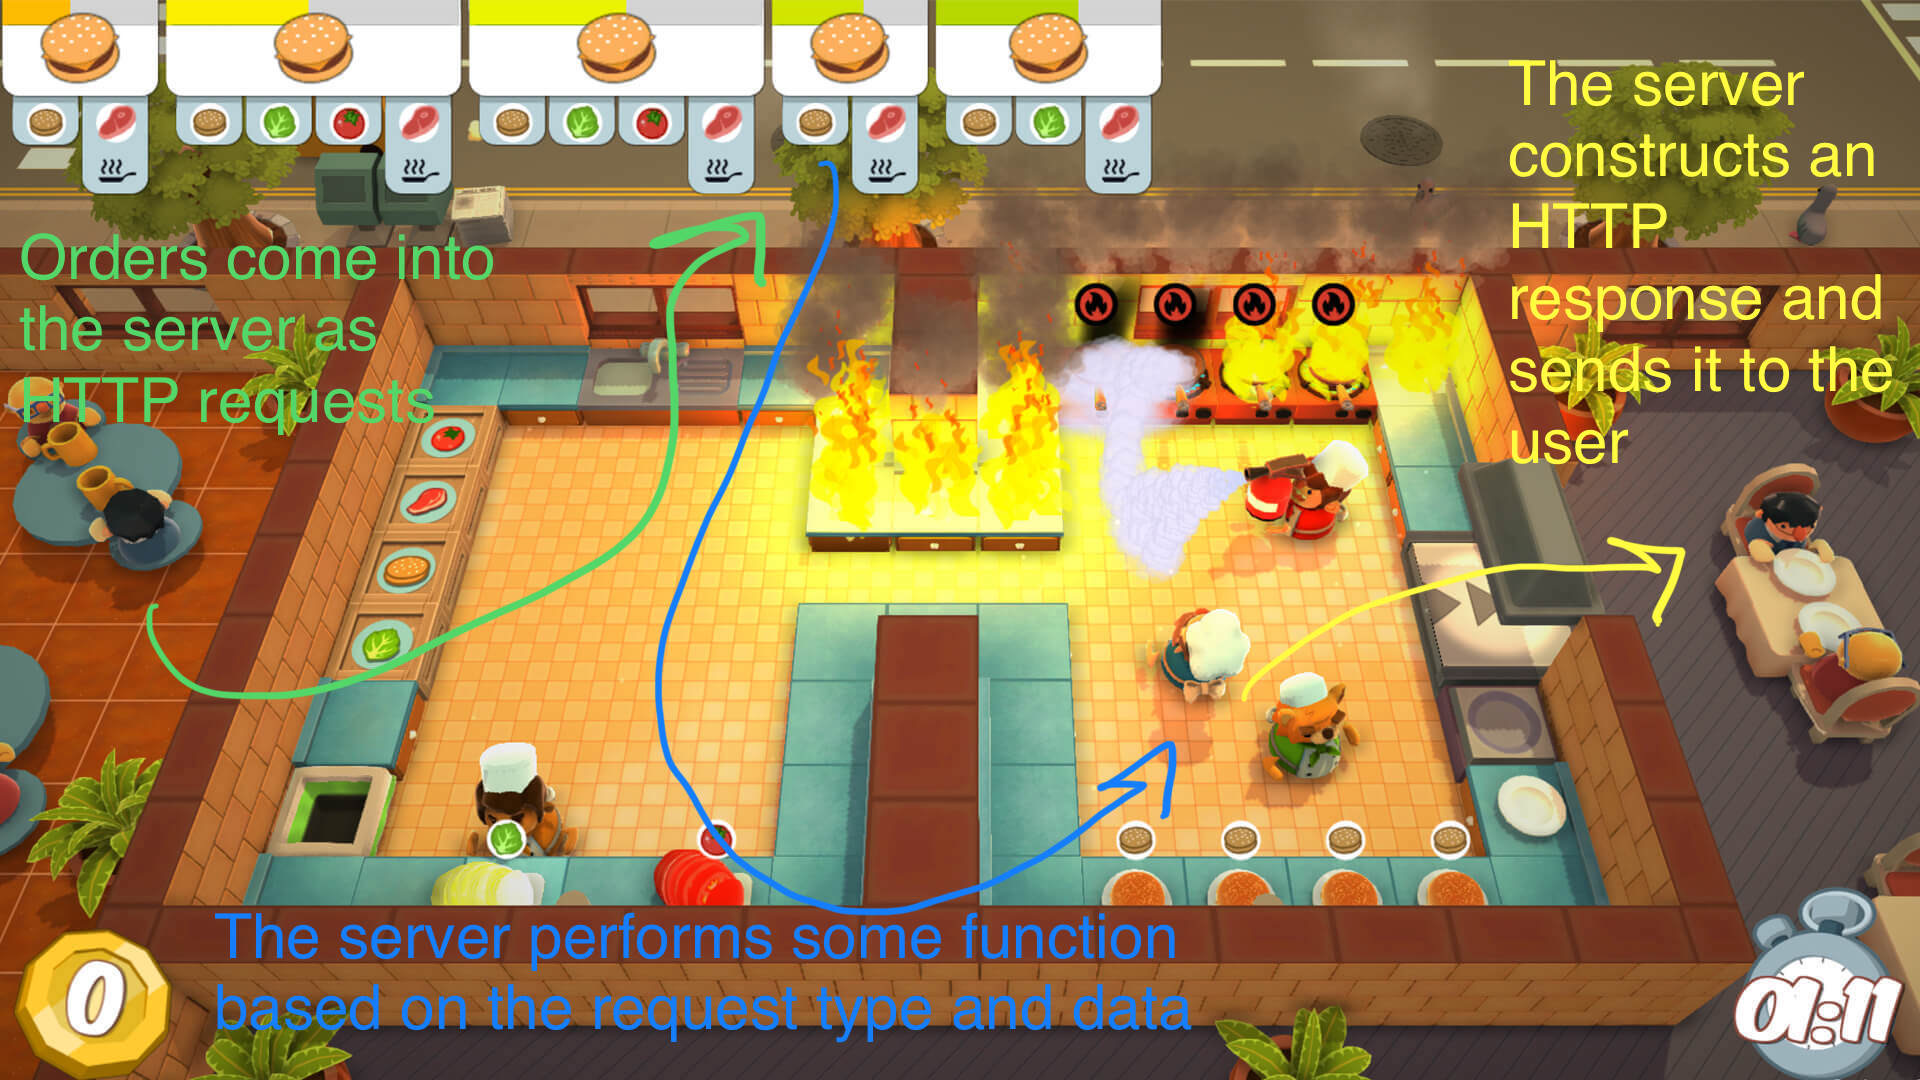 Orders come into
the server as
HTTP requests
The server
constructs an
HTTP
response and
sends it to the
user
The server performs some function
based on the request type and data
0
01:11